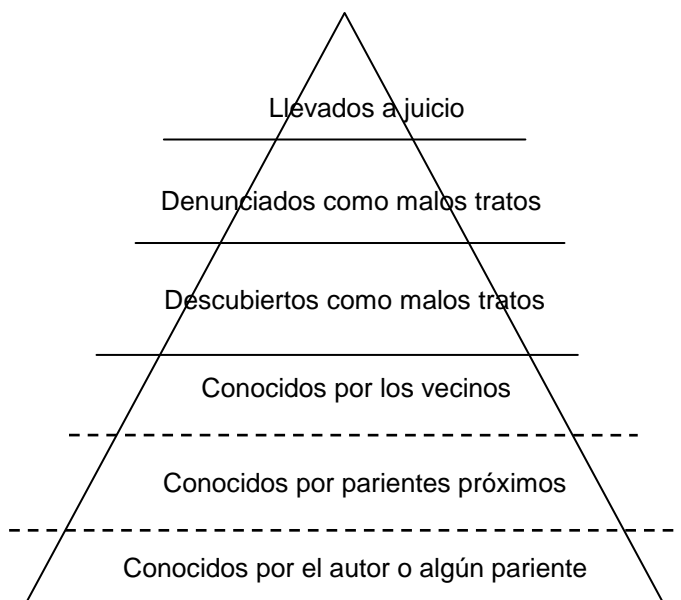 Llevados a juicio
Denunciados como malos tratos
Descubiertos como malos tratos
Conocidos por los vecinos
Conocidos por parientes próximos
Conocidos por el autor o algún pariente